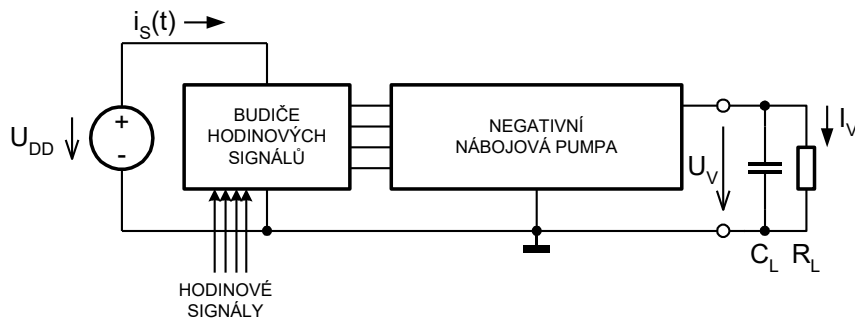 i_S(t)
U_DD
+
-
BUDIČE
HODINOVÝCH
SIGNÁLŮ
NEGATIVNÍ
NÁBOJOVÁ PUMPA
I_V
U_V
C_L
R_L
HODINOVÉ
SIGNÁLY